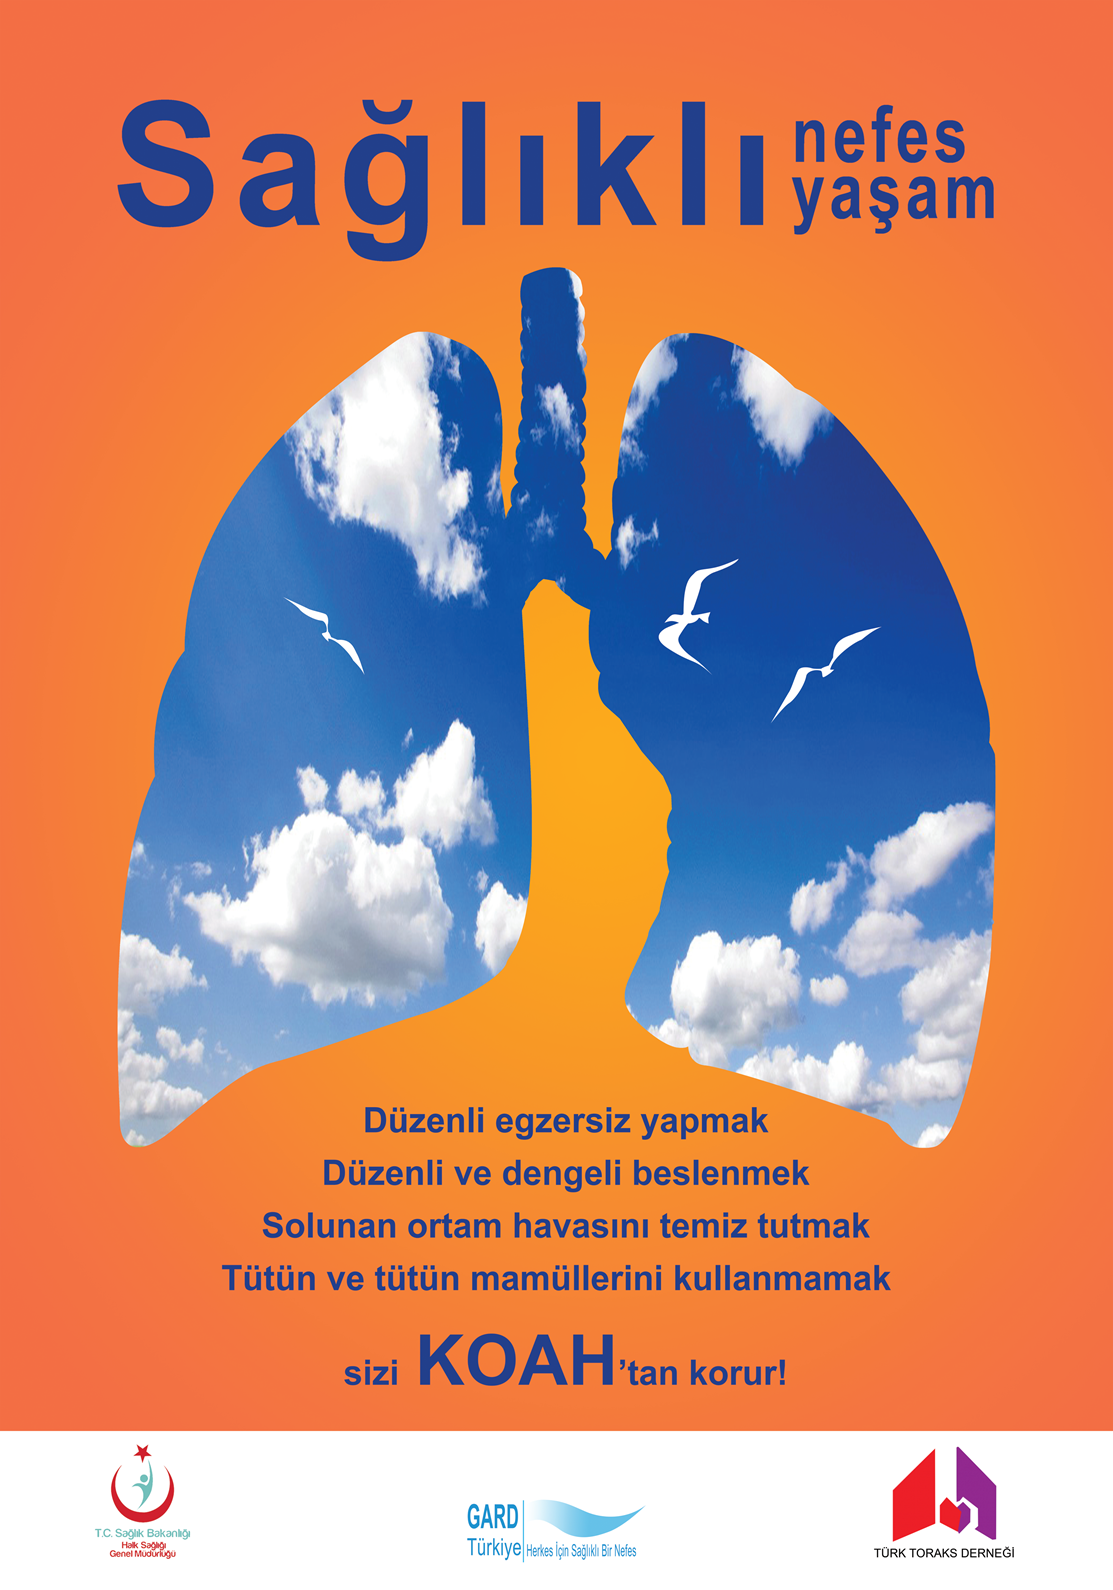 Sağlıklı nefes
yaşam
Düzenli egzersiz yapmak
Düzenli ve dengeli beslenmek
Solunan ortam havasını temiz tutmak
Tütün ve tütün mamüllerini kullanmamak
sizi KOAH'tan korur!
T.C. Sağlık Bakanlığı
Halk Sağlığı
Genel Müdürlüğü
GARD
Türkiye Herkes İçin Sağlıklı Bir Nefes
TÜRK TORAKS DERNEĞİ